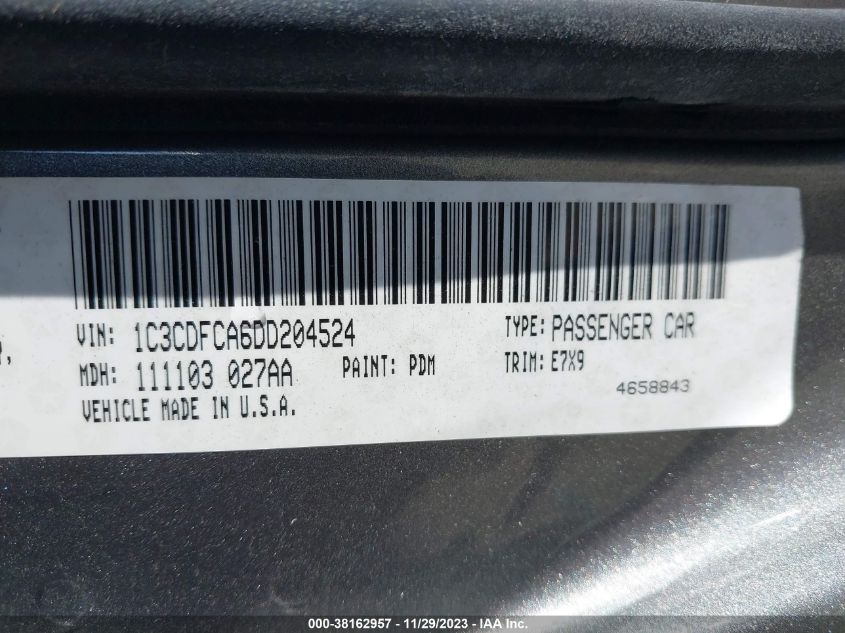 VIN: 1C3CDFCA6DD204524 TYPE: PASSENGER CAR
MDH: 111103 027AA PAINT: PDM TRIM: E7X9
4658843
VEHICLE MADE IN U.S.A.
000-38162957 - 11/29/2023 - IAA Inc.